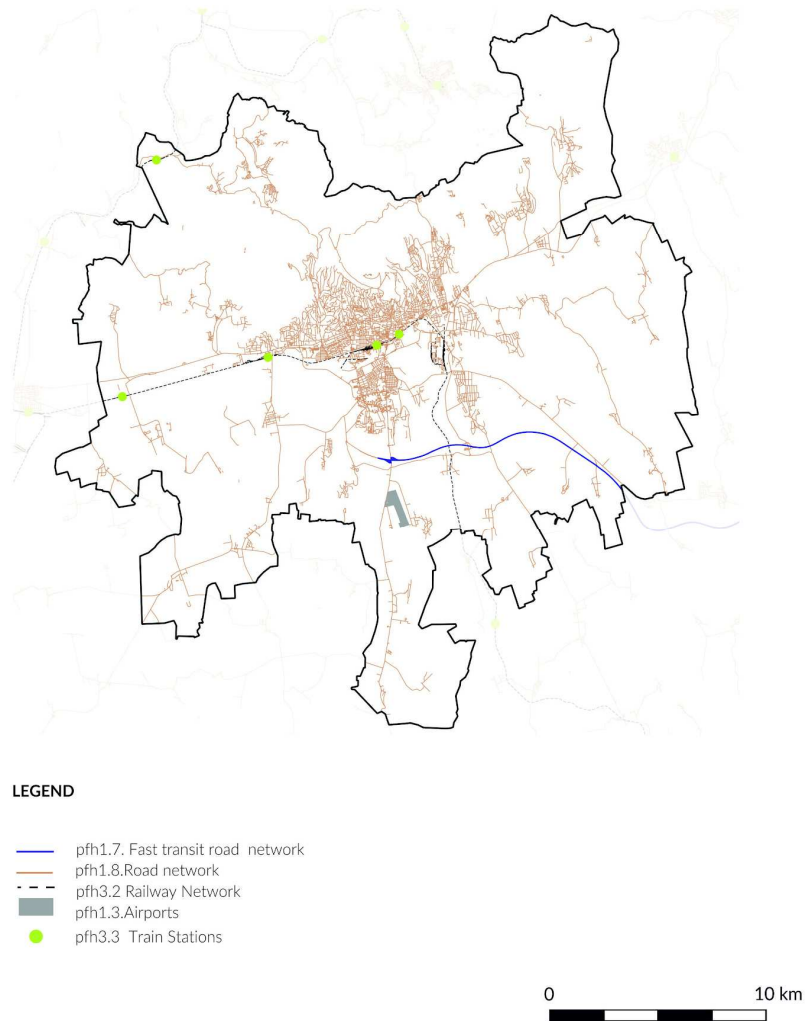 LEGEND
pfh1.7. Fast transit road network
pfh1.8.Road network
pfh3.2 Railway Network
pfh1.3.Airports
pfh3.3 Train Stations
0 10 km